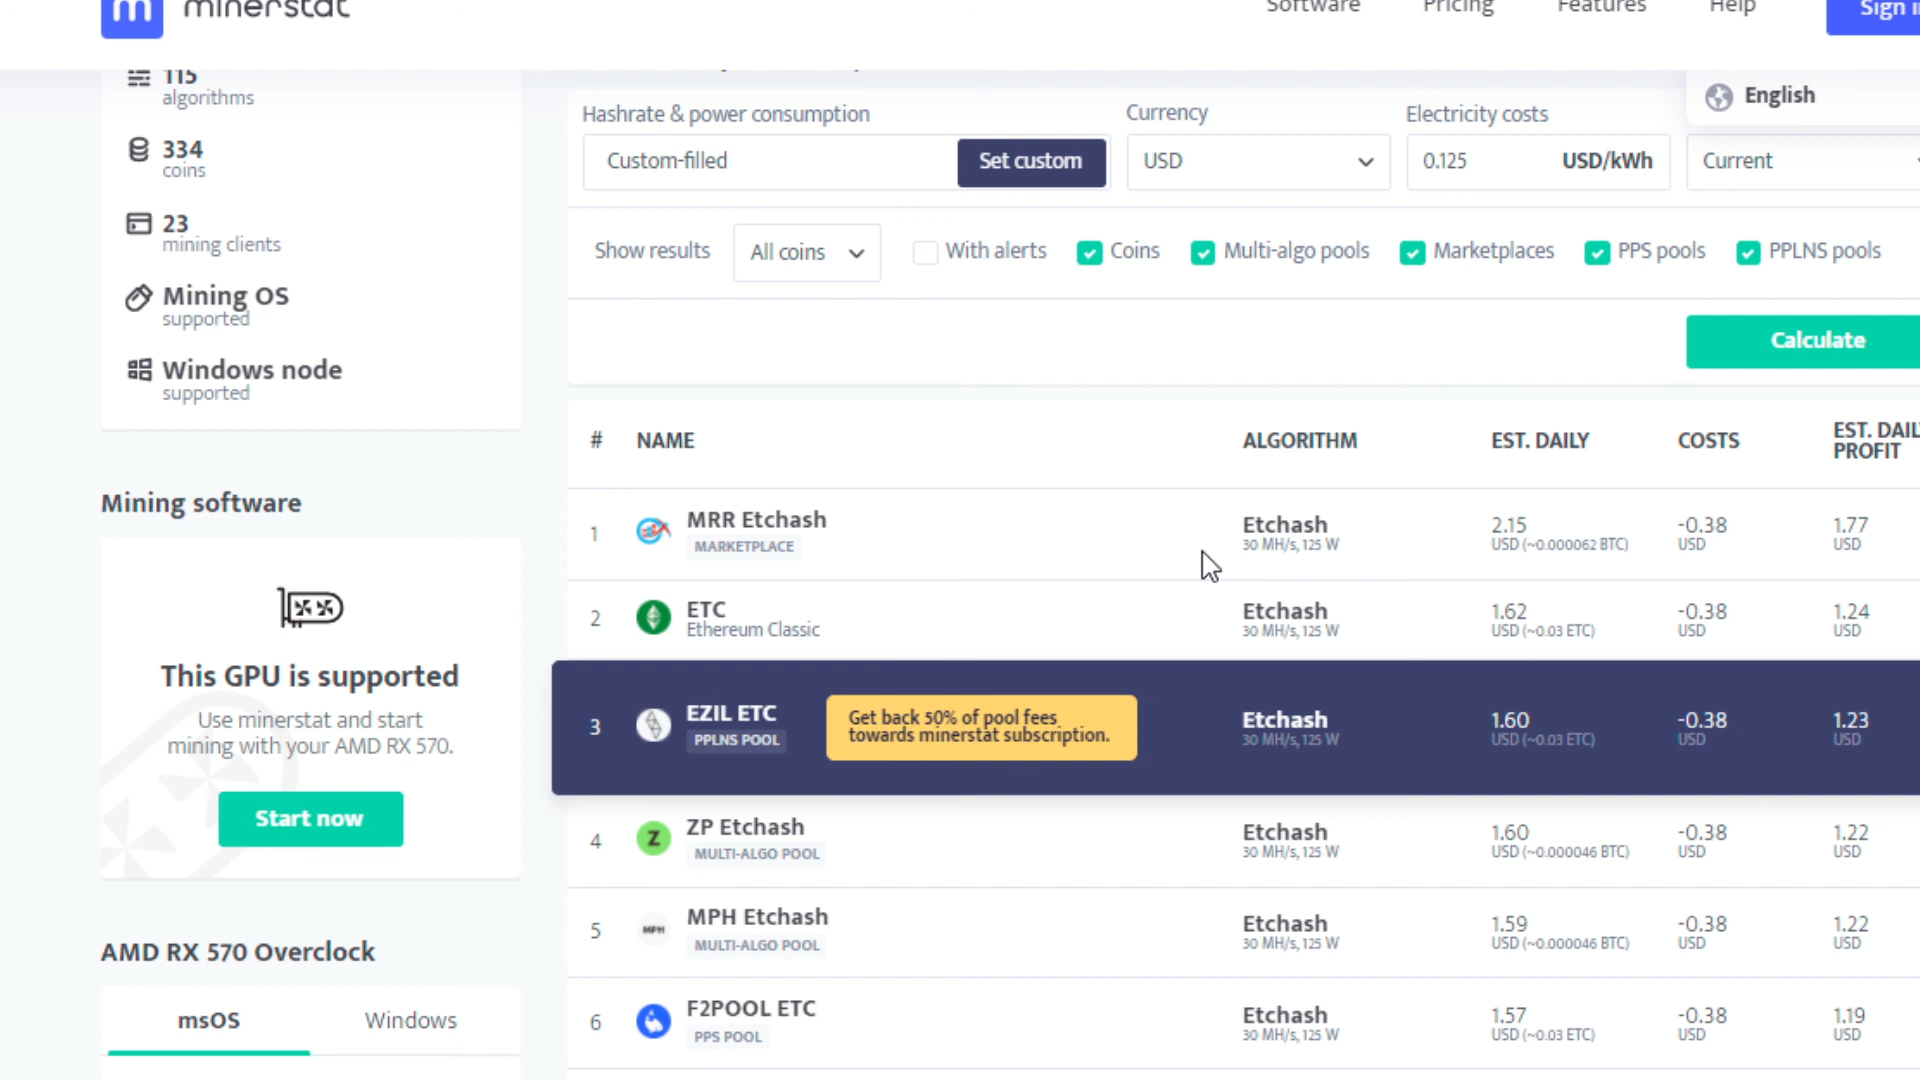 minerstat
Software
Pricing
Features
Help
English
115
algorithms
334
coins
23
mining clients
Mining OS
supported
Windows node
supported
Hashrate & power consumption
Custom-filled
Set custom
Currency
USD
Electricity costs
0.125 USD/kWh
Current
Show results
All coins
With alerts
Coins
Multi-algo pools
Marketplaces
PPS pools
PPLNS pools
Calculate
# NAME ALGORITHM EST. DAILY COSTS
PROFIT
1 MRR Etchash Etchash 2.15 -0.38 1.77
MARKETPLACE 30 MH/s, 125 W USD (~0.000062 BTC) USD USD
2 ETC Etchash 1.62 -0.38 1.24
Ethereum Classic 30 MH/s, 125 W USD (~0.03 ETC) USD USD
3 EZIL ETC Get back 50% of pool fees Etchash 1.60 -0.38 1.23
PPLNS POOL towards minerstat subscription. 30 MH/s, 125 W USD (~0.03 ETC) USD USD
4 Z ZP Etchash Etchash 1.60 -0.38 1.22
MULTI-ALGO POOL 30 MH/s, 125 W USD (~0.000046 BTC) USD USD
5 MPH MPH Etchash Etchash 1.59 -0.38 1.22
MULTI-ALGO POOL 30 MH/s, 125 W USD (~0.000046 BTC) USD USD
6 F2POOL ETC Etchash 1.57 -0.38 1.19
PPS POOL 30 MH/s, 125 W USD (~0.03 ETC) USD USD
Mining software
This GPU is supported
Use minerstat and start
mining with your AMD RX 570.
Start now
AMD RX 570 Overclock
msOS Windows